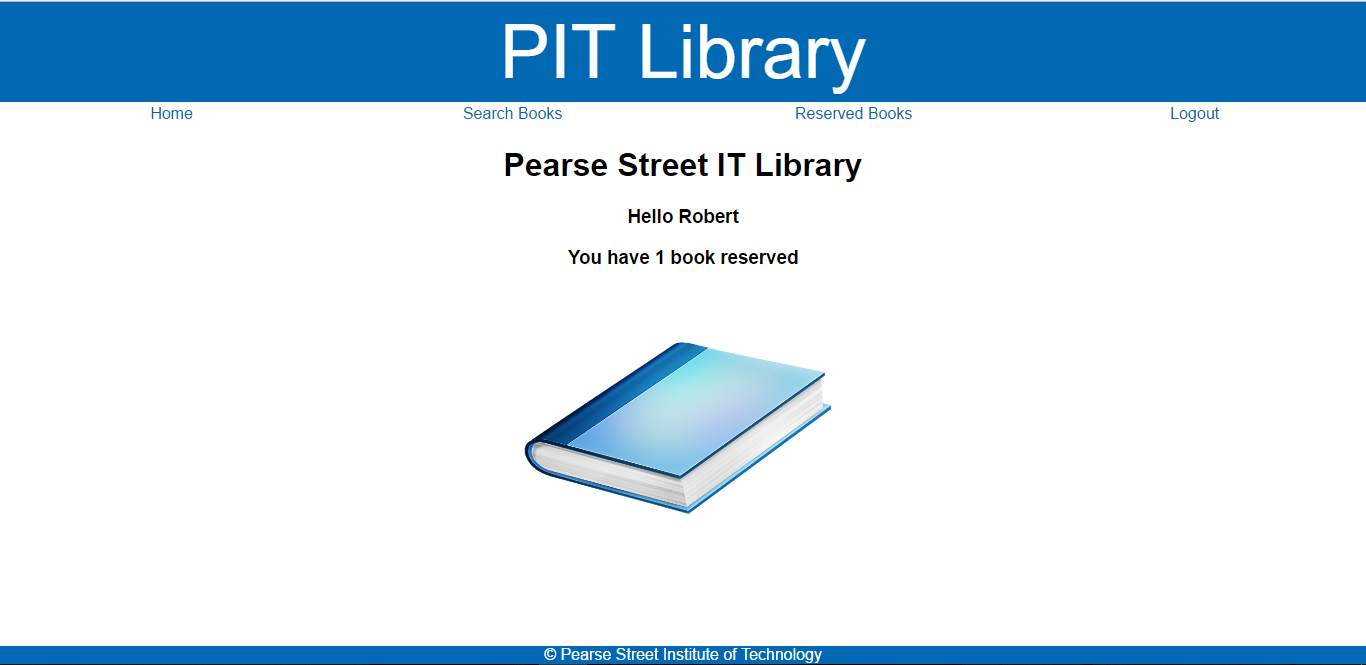 PIT Library
Home Search Books Reserved Books Logout
Pearse Street IT Library
Hello Robert
You have 1 book reserved
© Pearse Street Institute of Technology